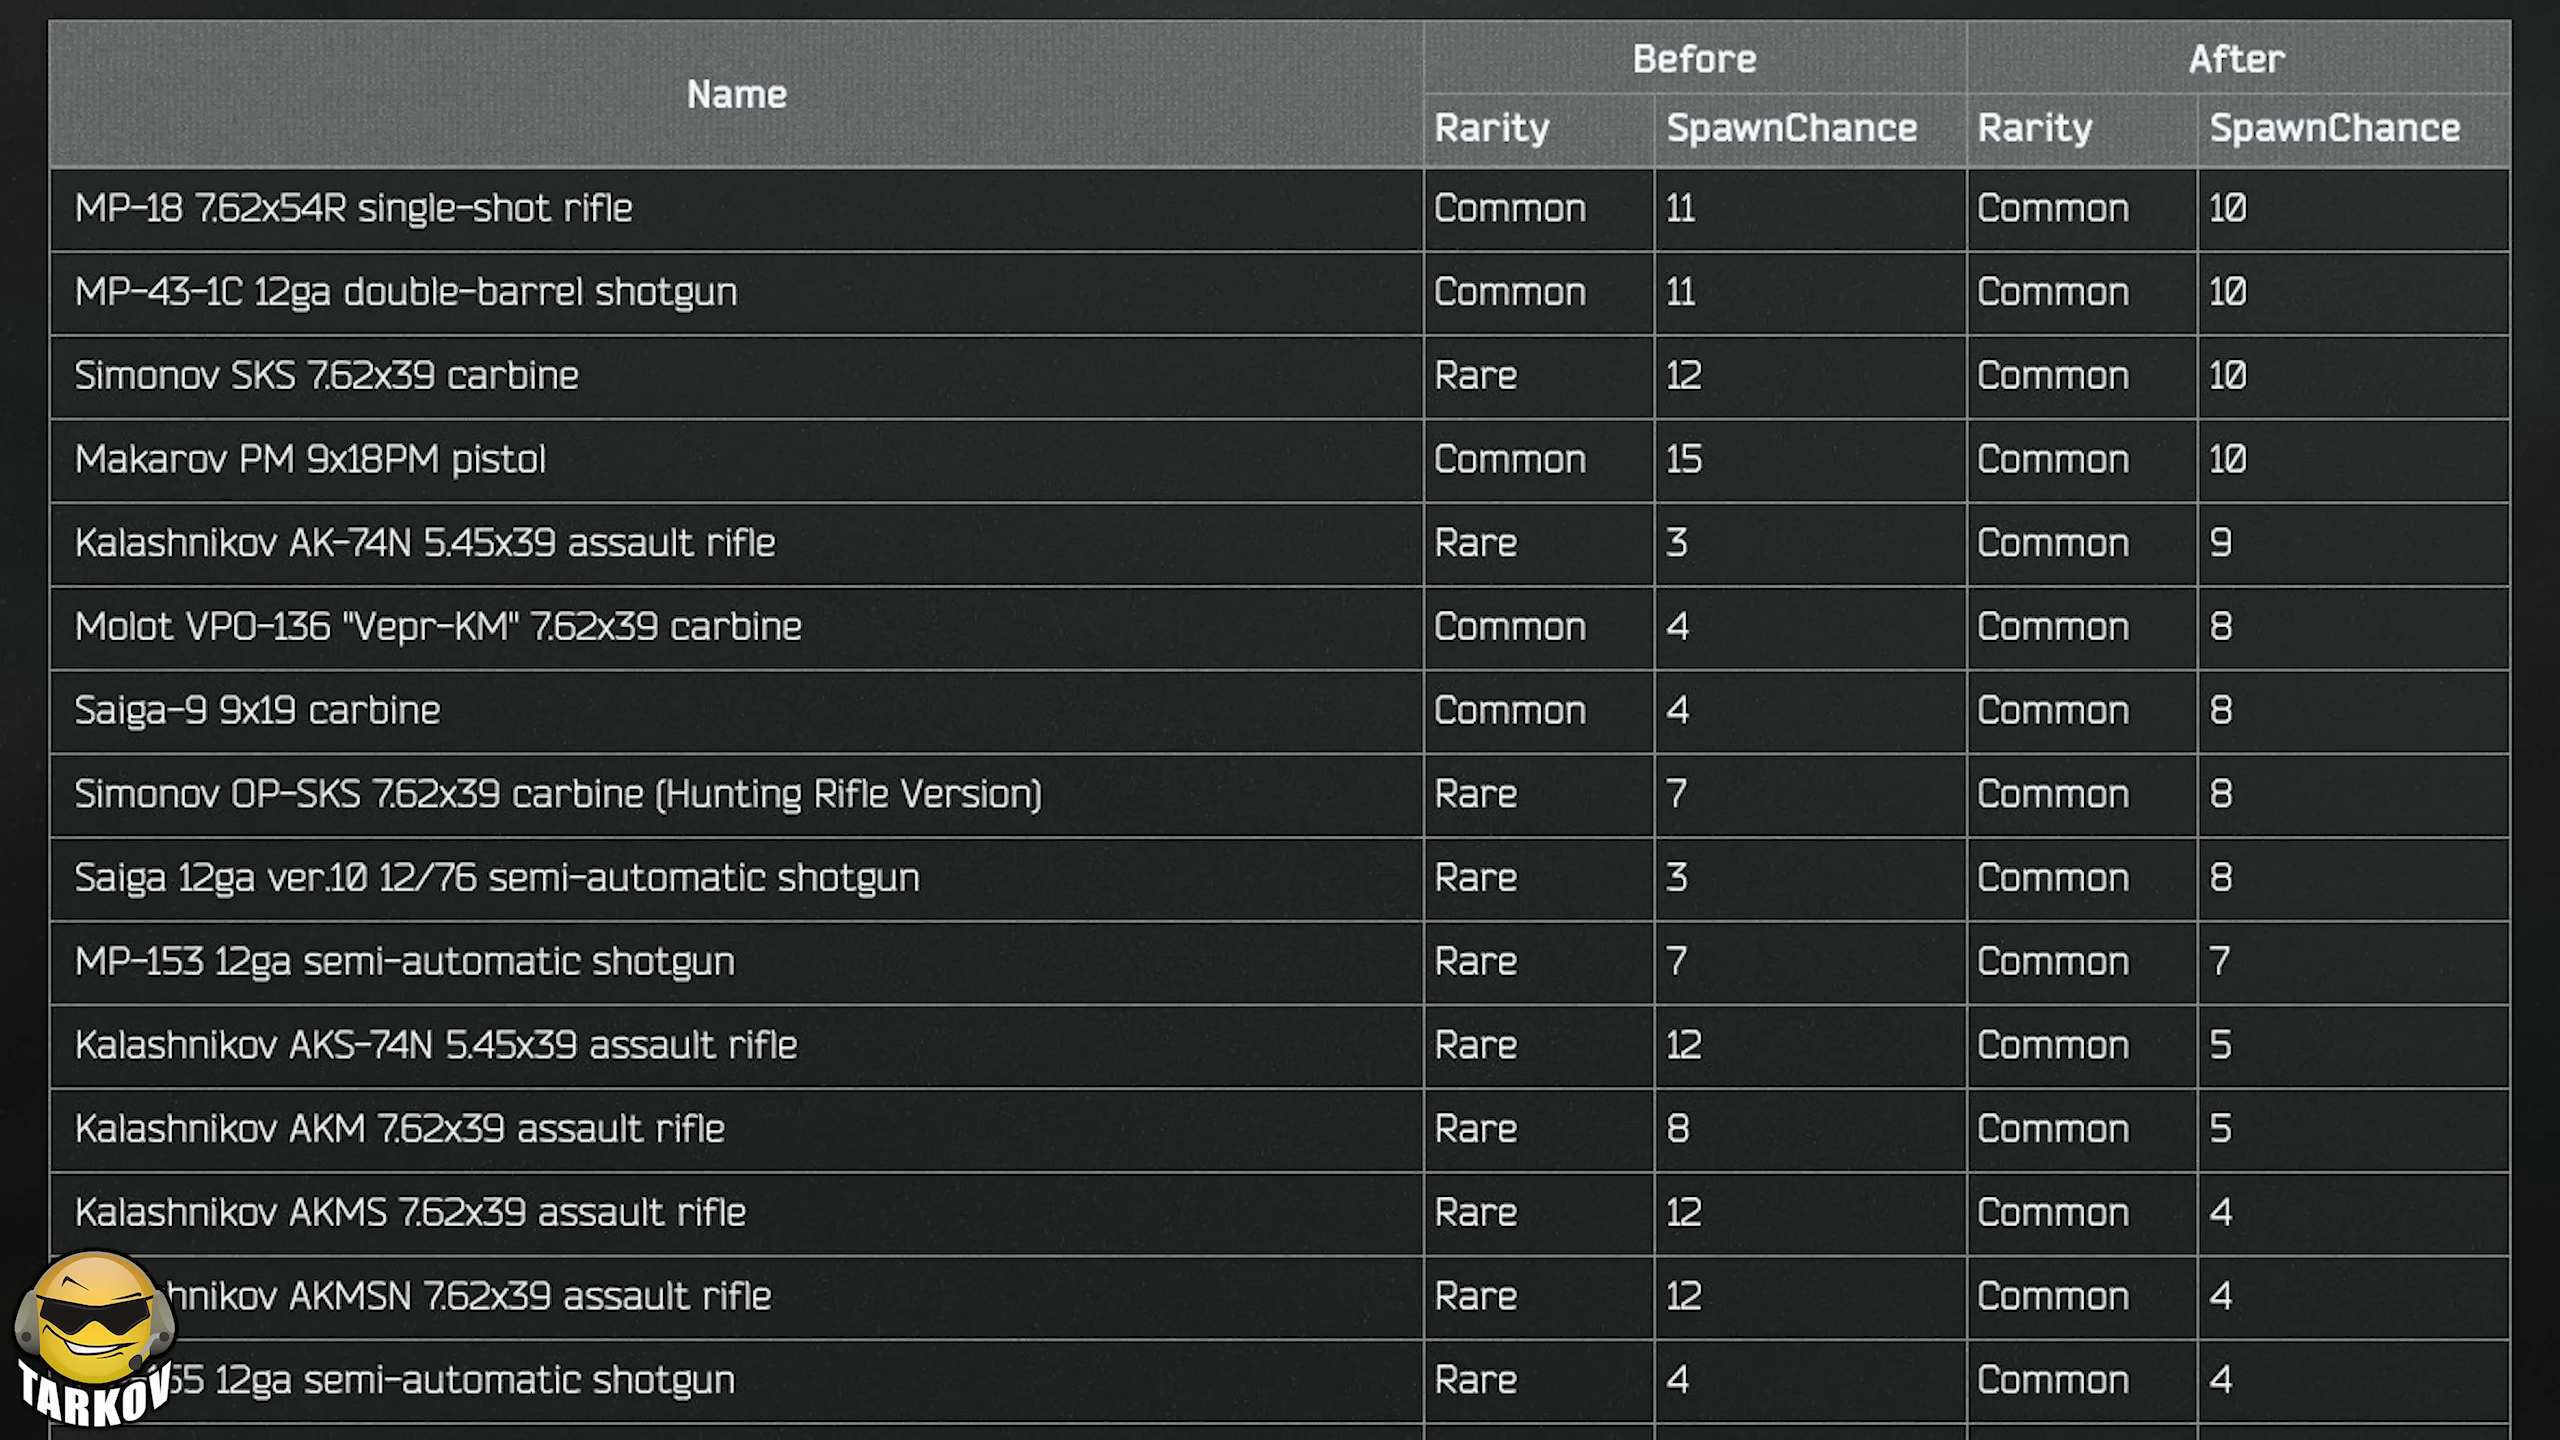 Name Before After
Rarity SpawnChance Rarity SpawnChance
MP-18 7.62x54R single-shot rifle Common 11 Common 10
MP-43-1C 12ga double-barrel shotgun Common 11 Common 10
Simonov SKS 7.62x39 carbine Rare 12 Common 10
Makarov PM 9x18PM pistol Common 15 Common 10
Kalashnikov AK-74N 5.45x39 assault rifle Rare 3 Common 9
Molot VPO-136 "Vepr-KM" 7.62x39 carbine Common 4 Common 8
Saiga-9 9x19 carbine Common 4 Common 8
Simonov OP-SKS 7.62x39 carbine (Hunting Rifle Version) Rare 7 Common 8
Saiga 12ga ver.10 12/76 semi-automatic shotgun Rare 3 Common 8
MP-153 12ga semi-automatic shotgun Rare 7 Common 7
Kalashnikov AKS-74N 5.45x39 assault rifle Rare 12 Common 5
Kalashnikov AKM 7.62x39 assault rifle Rare 8 Common 5
Kalashnikov AKMS 7.62x39 assault rifle Rare 12 Common 4
hnikov AKMSN 7.62x39 assault rifle Rare 12 Common 4
55 12ga semi-automatic shotgun Rare 4 Common 4
TARKOV